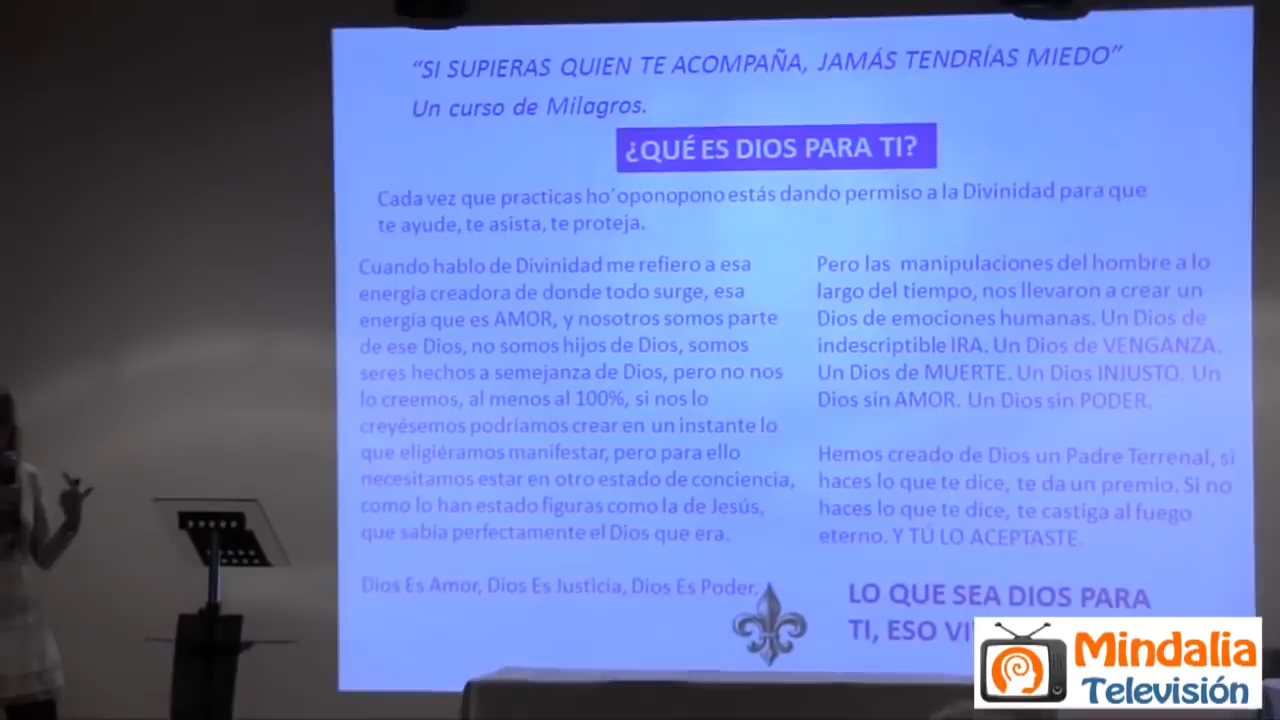 “SI SUPIERAS QUIEN TE ACOMPAÑA, JAMÁS TENDRÍAS MIEDO”
Un curso de Milagros.
¿QUÉ ES DIOS PARA TI?
Cada vez que practicas ho´oponopono estás dando permiso a la Divinidad para que
te ayude, te asista, te proteja.
Cuando hablo de Divinidad me refiero a esa
energía creadora de donde todo surge, esa
energía que es AMOR, y nosotros somos parte
de ese Dios, no somos hijos de Dios, somos
seres hechos a semejanza de Dios, pero no nos
lo creemos, al menos al 100%, si nos lo
creyésemos podríamos crear en un instante lo
que eligiéramos manifestar, pero para ello
necesitamos estar en otro estado de conciencia,
como lo han estado figuras como la de Jesús,
que sabía perfectamente el Dios que era.
Dios Es Amor, Dios Es Justicia, Dios Es Poder.
Pero las manipulaciones del hombre a lo
largo del tiempo, nos llevaron a crear un
Dios de emociones humanas. Un Dios de
indescriptible IRA. Un Dios de VENGANZA.
Un Dios de MUERTE. Un Dios INJUSTO. Un
Dios sin AMOR. Un Dios sin PODER.
Hemos creado de Dios un Padre Terrenal, si
haces lo que te dice, te da un premio. Si no
haces lo que te dice, te castiga al fuego
eterno. Y TÚ LO ACEPTASTE.
LO QUE SEA DIOS PARA
TI, ESO
Mindalia
Televisión